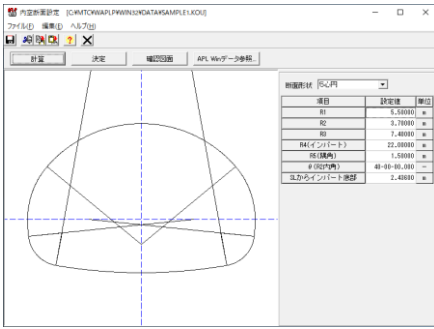 内空断面設定 [C:¥MTC¥WAPLP¥WIN32¥DATA¥SAMPLE1.KOU]
ファイル(F) 編集(E) ヘルプ(H)
計算 決定 確認図面 APL Winデータ参照...
断面形状 15心円
項目 設定値 単位
R1 5.50000 m
R2 3.70000 m
R3 7.40000 m
R4(インバート) 22.00000 m
R5(隅角) 1.50000 m
θ(R2内角) 40-00-00.000 -
SLからインバート底部 2.43600 m